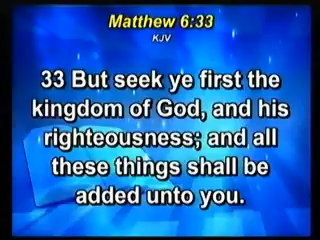 Matthew 6:33
KJV
33 But seek ye first the
kingdom of God, and his
righteousness; and all
these things shall be
added unto you.